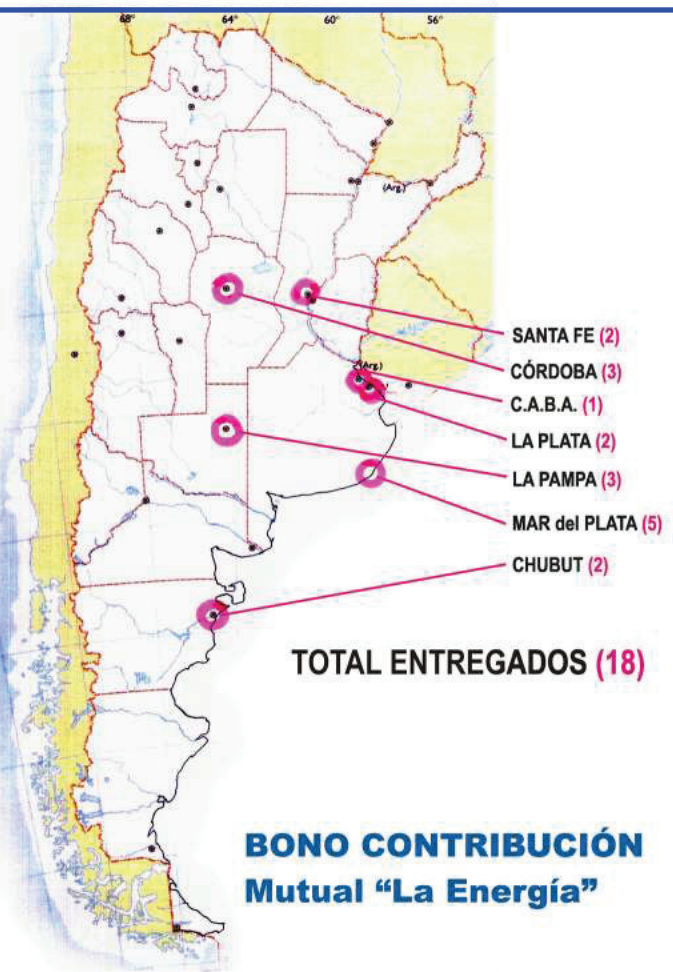 68° 64° 60° 56°
(Arg.)
(Arg.)
SANTA FE (2)
CÓRDOBA (3)
C.A.B.A. (1)
LA PLATA (2)
LA PAMPA (3)
MAR del PLATA (5)
CHUBUT (2)
TOTAL ENTREGADOS (18)
BONO CONTRIBUCIÓN
Mutual “La Energía”